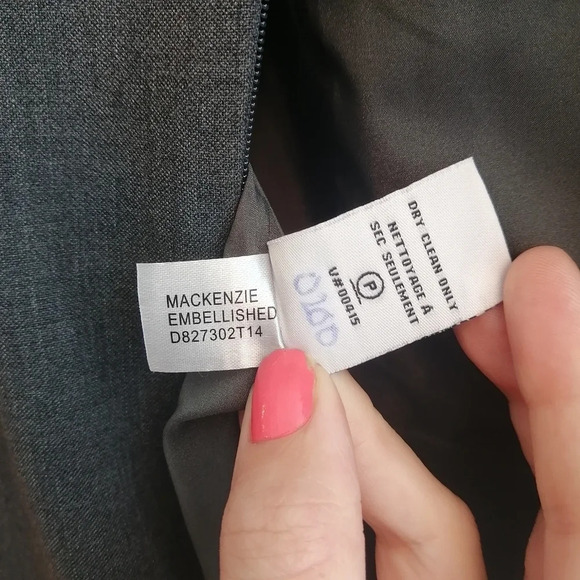 MACKENZIE
EMBELLISHED
D827302T14
DRY CLEAN ONLY
NETTOYAGE À
SEC SEULEMENT
P
V#00415